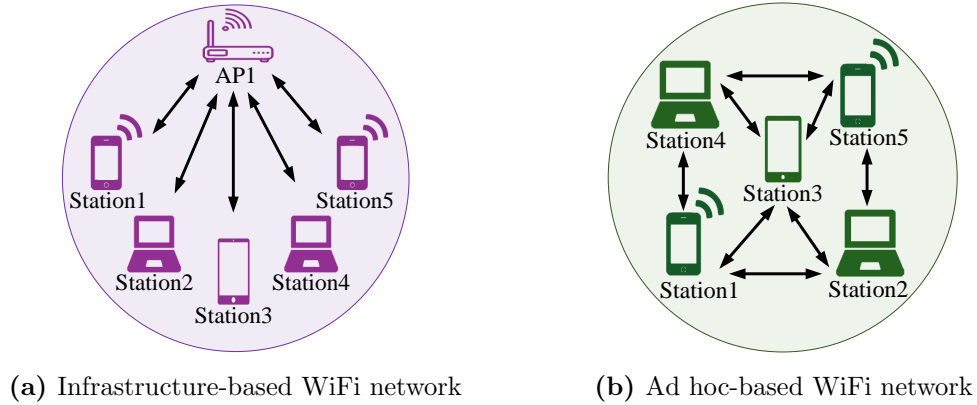 AP1
Station1
Station5
Station2
Station4
Station3
(a) Infrastructure-based WiFi network
Station4
Station5
Station3
Station1
Station2
(b) Ad hoc-based WiFi network